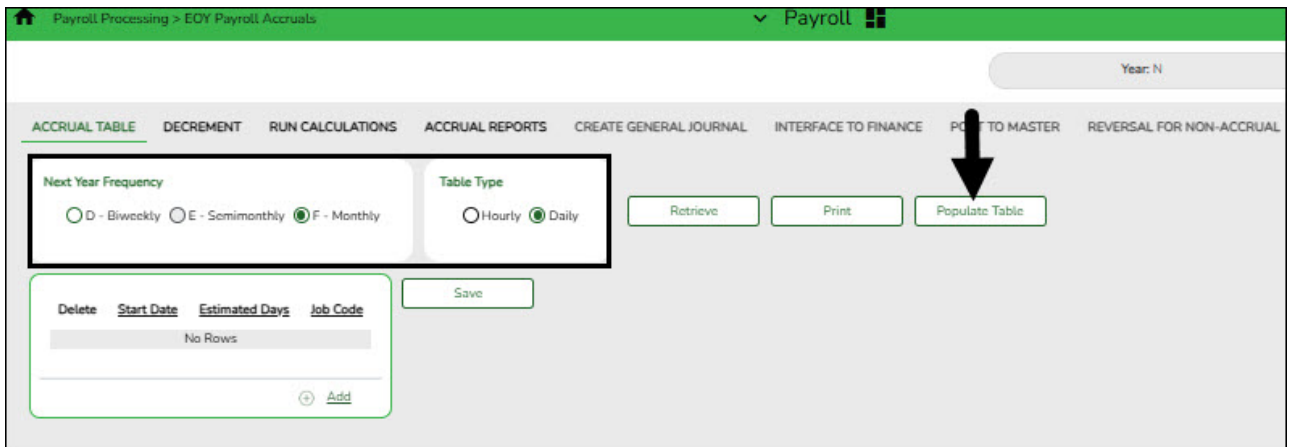 Payroll Processing > EOY Payroll Accruals
Payroll
Year: N
ACCRUAL TABLE DECREMENT RUN CALCULATIONS ACCRUAL REPORTS CREATE GENERAL JOURNAL INTERFACE TO FINANCE TO MASTER REVERSAL FOR NON-ACCRUAL
Next Year Frequency
D - Biweekly E - Semimonthly F - Monthly
Table Type
Hourly Daily
Retrieve Print Populate Table
Delete Start Date Estimated Days Job Code
No Rows
Add
Save